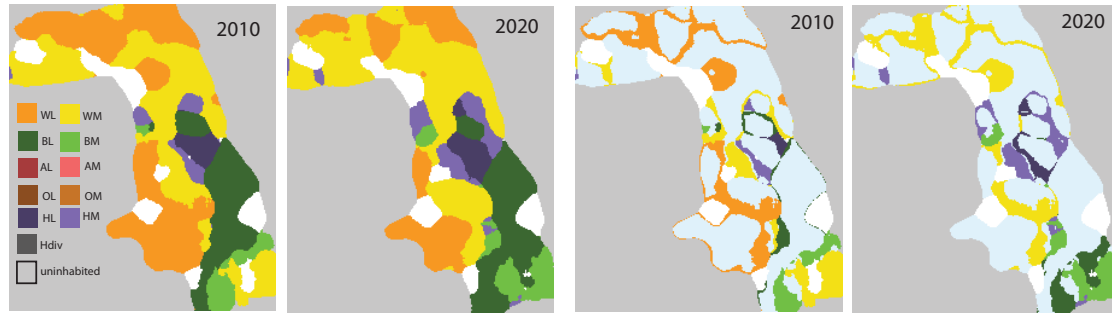 2010
2020
2010
2020
WL WM
BL BM
AL AM
OL OM
HL HM
Hdiv
uninhabited